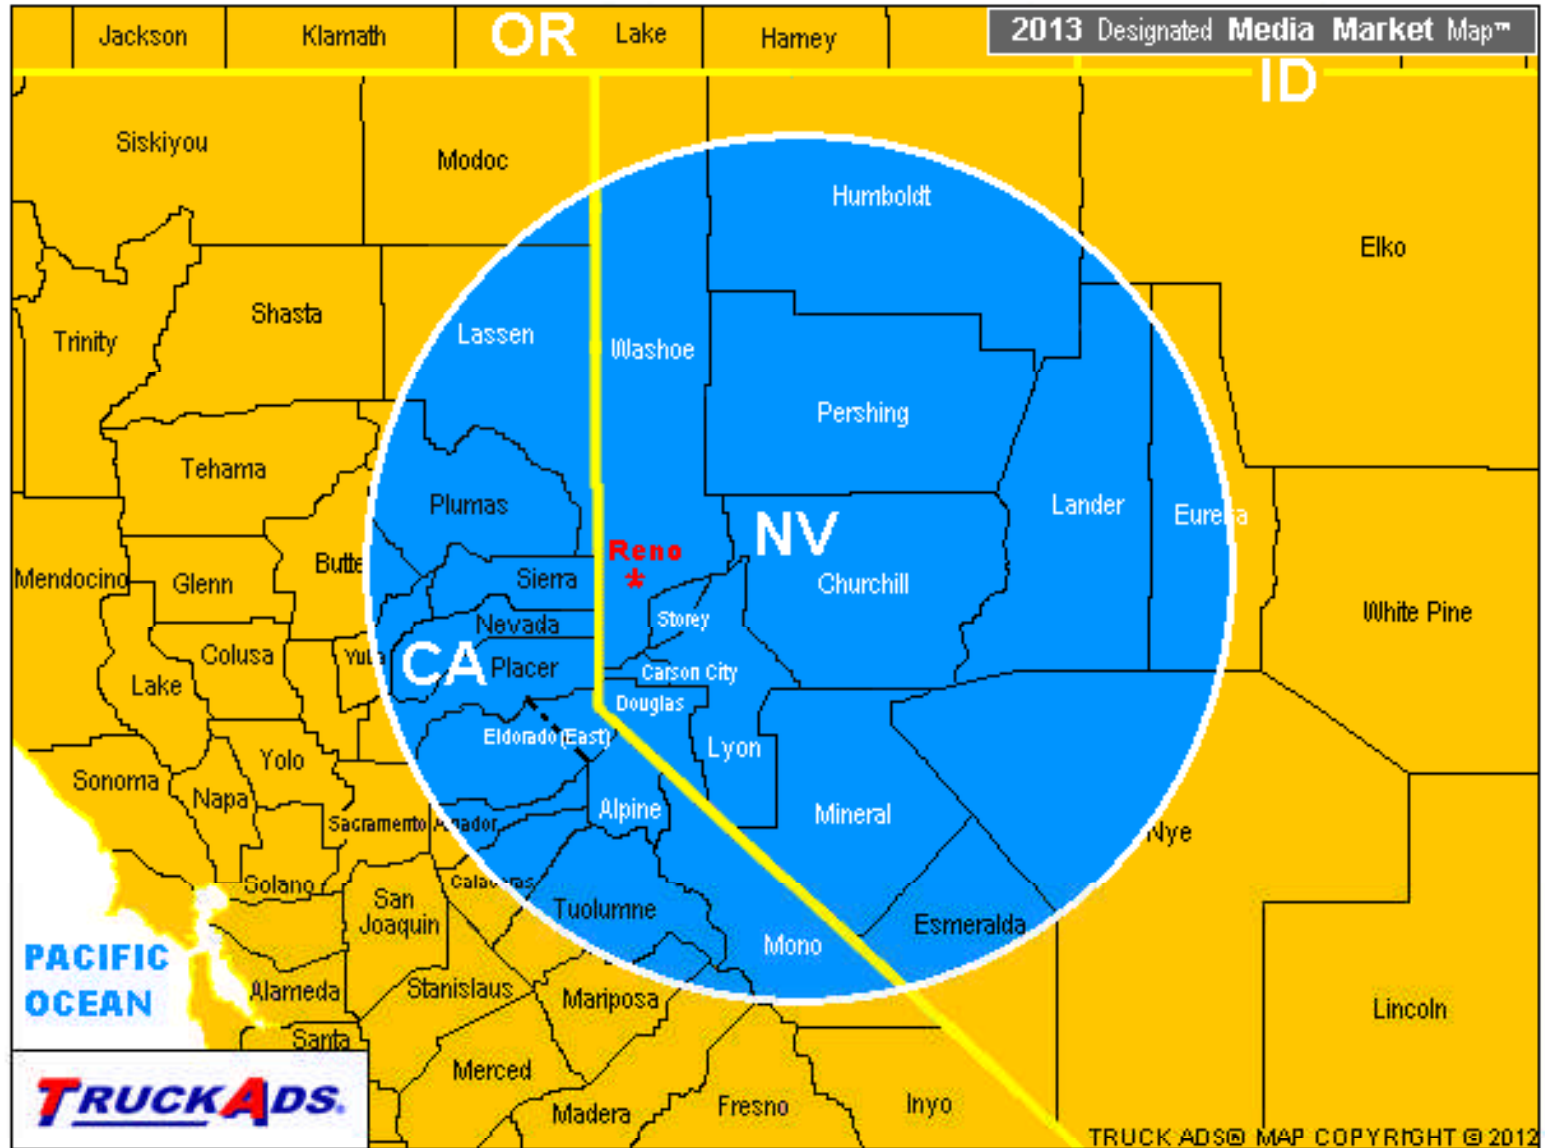 Jackson
Klamath
OR
Lake
Harney
2013 Designated Media Market Map™
ID
Siskiyou
Modoc
Humboldt
Elko
Shasta
Trinity
Lassen
Washoe
Pershing
Tehama
Plumas
Lander
Eureka
NV
Reno
*
Butte
Mendocino
Glenn
Sierra
Churchill
White Pine
Storey
Nevada
Colusa
Yuba
CA
Placer
Carson City
Lake
Douglas
Eldorado (East)
Lyon
Yolo
Sonoma
Napa
Alpine
Mineral
Sacramento
Amador
Nye
Solano
Calaveras
San
Joaquin
Tuolumne
Esmeralda
Mono
PACIFIC
OCEAN
Alameda
Stanislaus
Mariposa
Lincoln
Santa
Merced
TRUCKADS.
Madera
Fresno
Inyo
TRUCK ADS® MAP COPYRIGHT © 2012